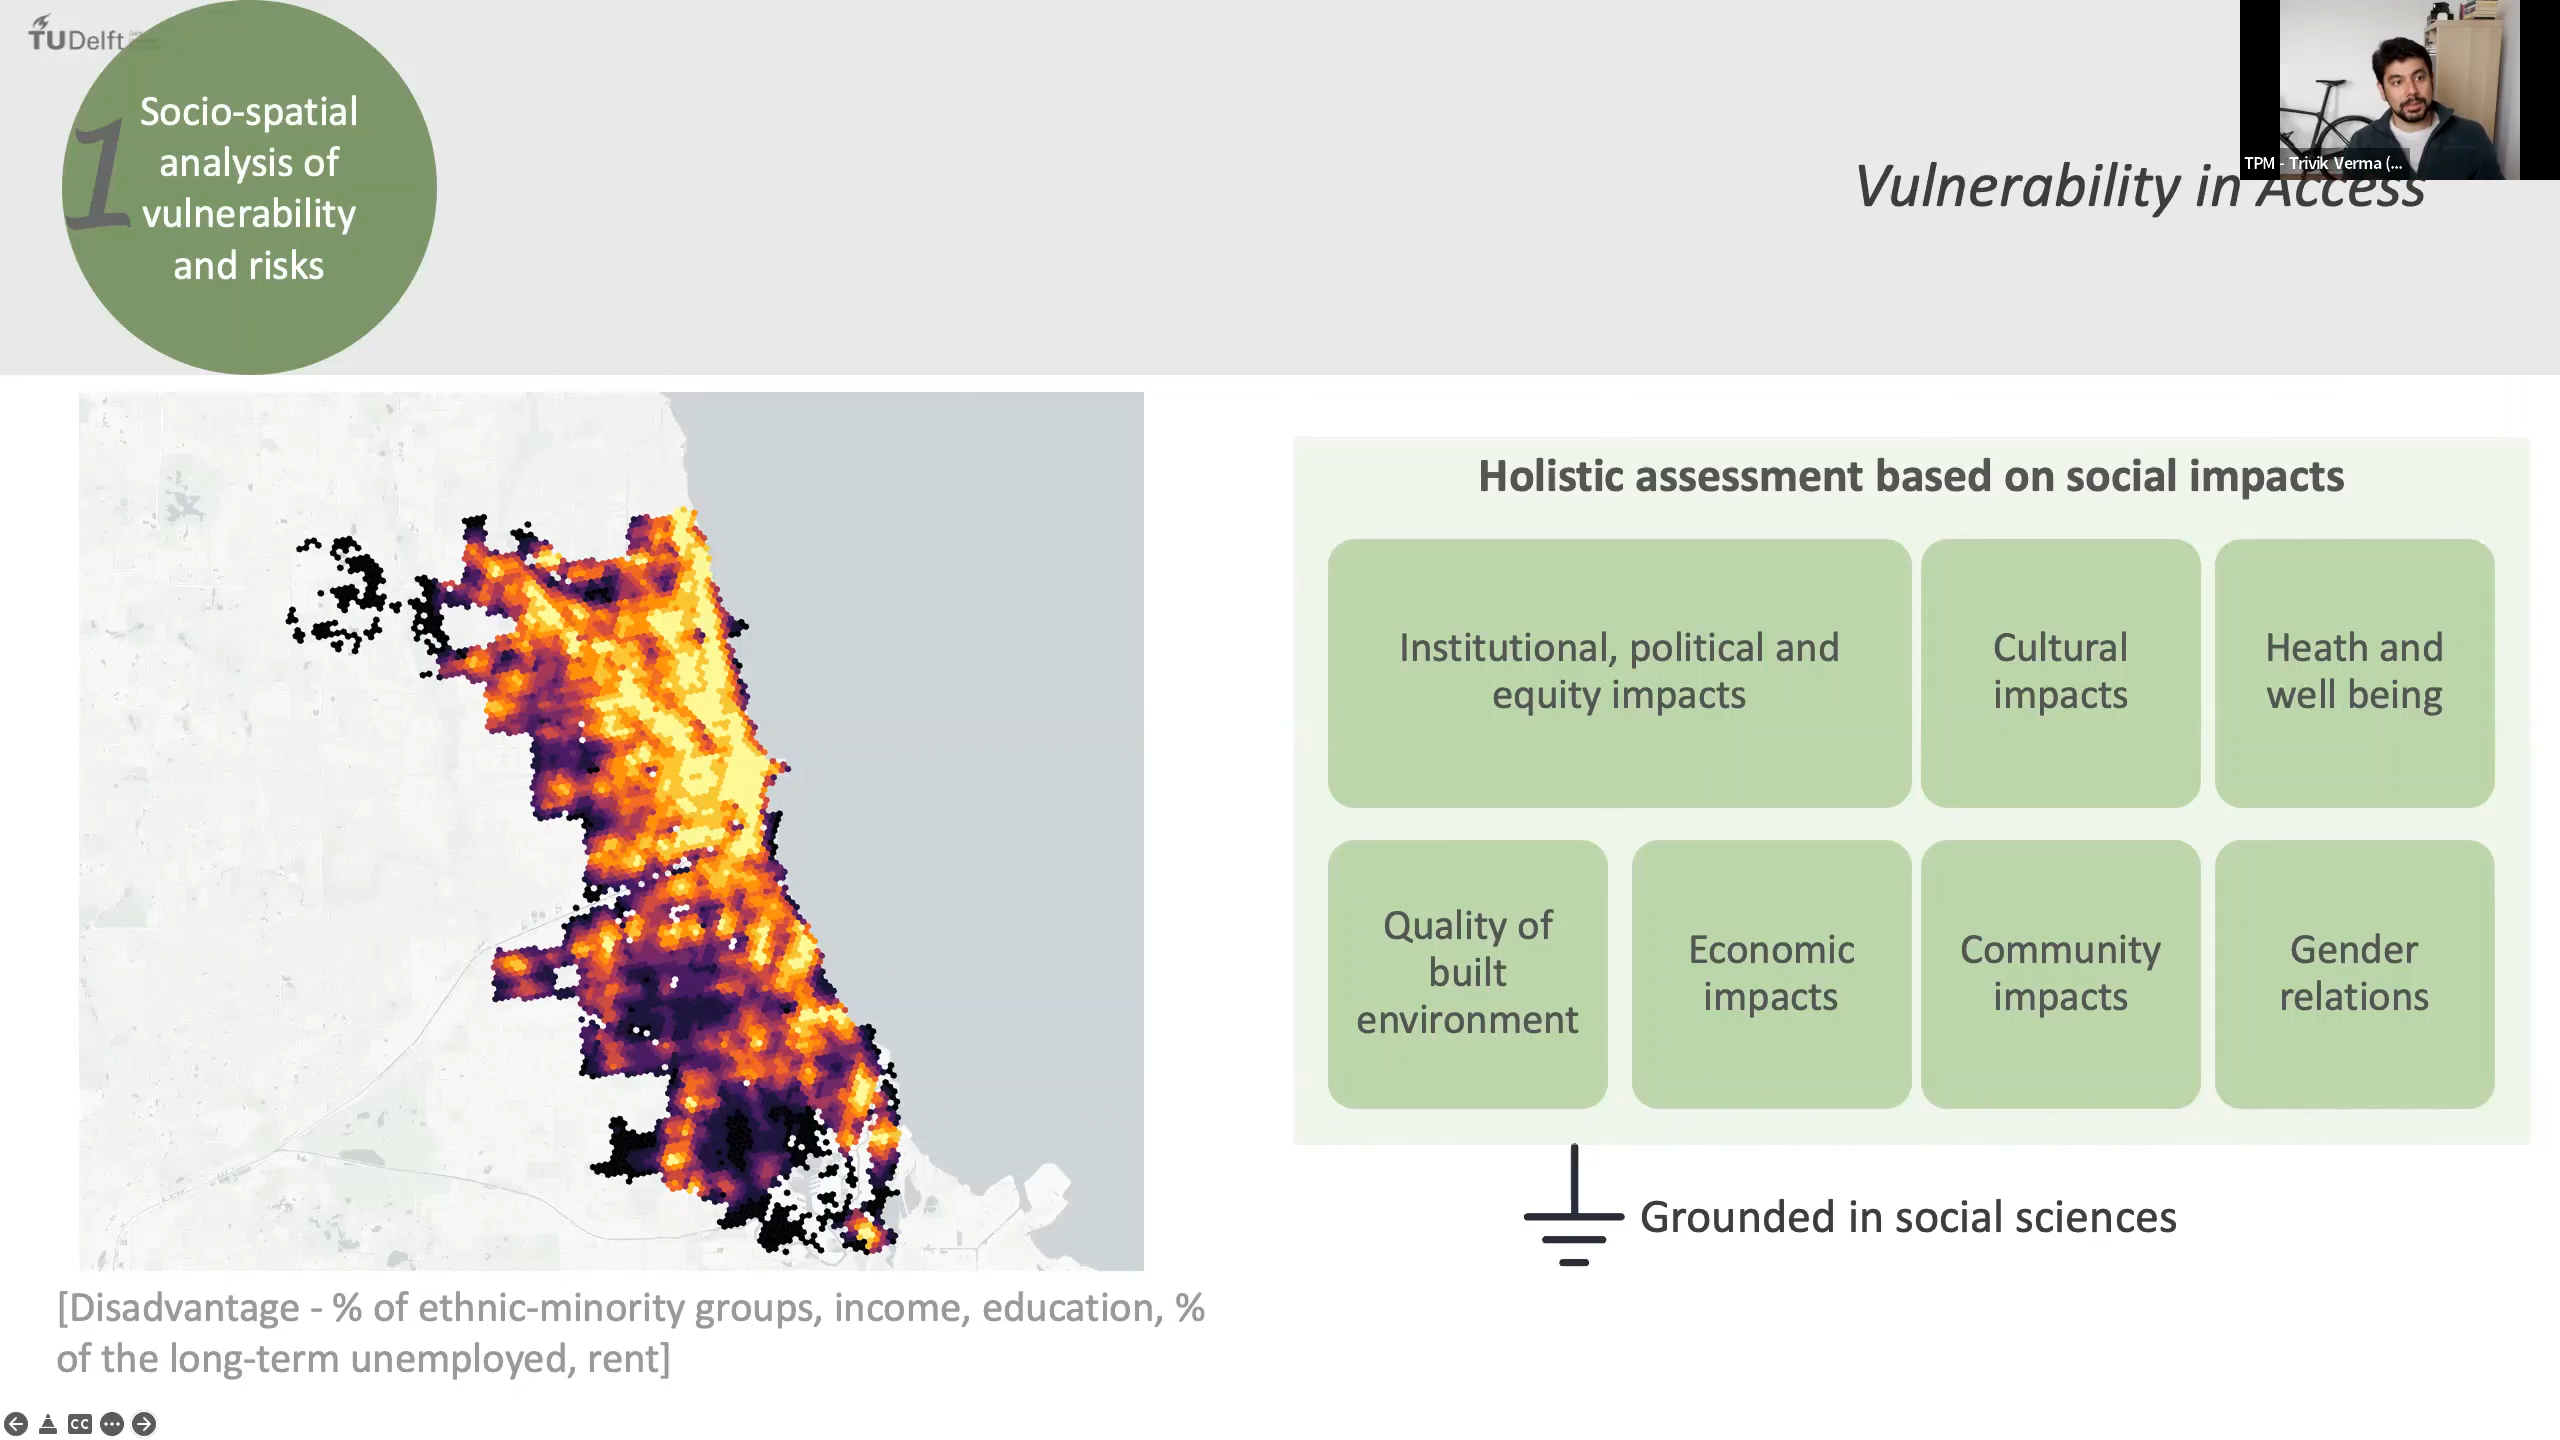 TUDelft
1
Socio-spatial
analysis of
vulnerability
and risks
Vulnerability in Access
TPM - Trivik Verma (...
Holistic assessment based on social impacts
Institutional, political and
equity impacts
Cultural
impacts
Heath and
well being
Quality of
built
environment
Economic
impacts
Community
impacts
Gender
relations
Grounded in social sciences
[Disadvantage - % of ethnic-minority groups, income, education, %
of the long-term unemployed, rent]
CC